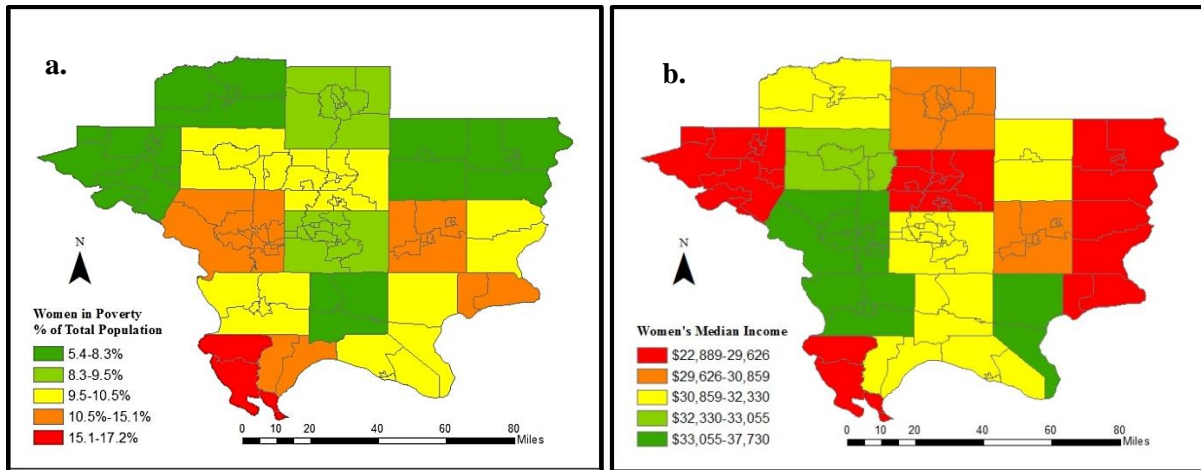 a.
N
Women in Poverty
% of Total Population
5.4-8.3%
8.3-9.5%
9.5-10.5%
10.5%-15.1%
15.1-17.2%
0 10 20 40 60 80
Miles
b.
N
Women's Median Income
$22,889-29,626
$29,626-30,859
$30,859-32,330
$32,330-33,055
$33,055-37,730
0 10 20 40 60 80
Miles